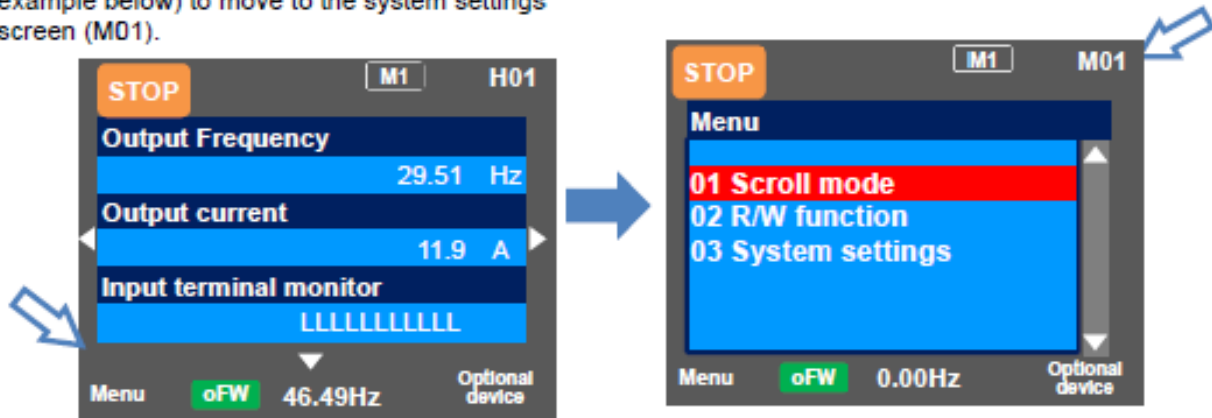 example below) to move to the system settings
screen (M01).
STOP M1 H01
Output Frequency
29.51 Hz
Output current
11.9 A
Input terminal monitor
LLLLLLLLLLL
Menu oFW 46.49Hz Optional device
STOP M1 M01
Menu
01 Scroll mode
02 R/W function
03 System settings
Menu oFW 0.00Hz Optional device